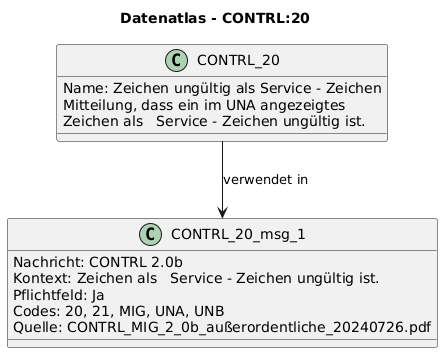 Datenatlas - CONTRL:20
C CONTRL_20
Name: Zeichen ungültig als Service - Zeichen
Mitteilung, dass ein im UNA angezeigtes
Zeichen als   Service - Zeichen ungültig ist.
verwendet in
C CONTRL_20_msg_1
Nachricht: CONTRL 2.0b
Kontext: Zeichen als   Service - Zeichen ungültig ist.
Pflichtfeld: Ja
Codes: 20, 21, MIG, UNA, UNB
Quelle: CONTRL_MIG_2_0b_außerordentliche_20240726.pdf